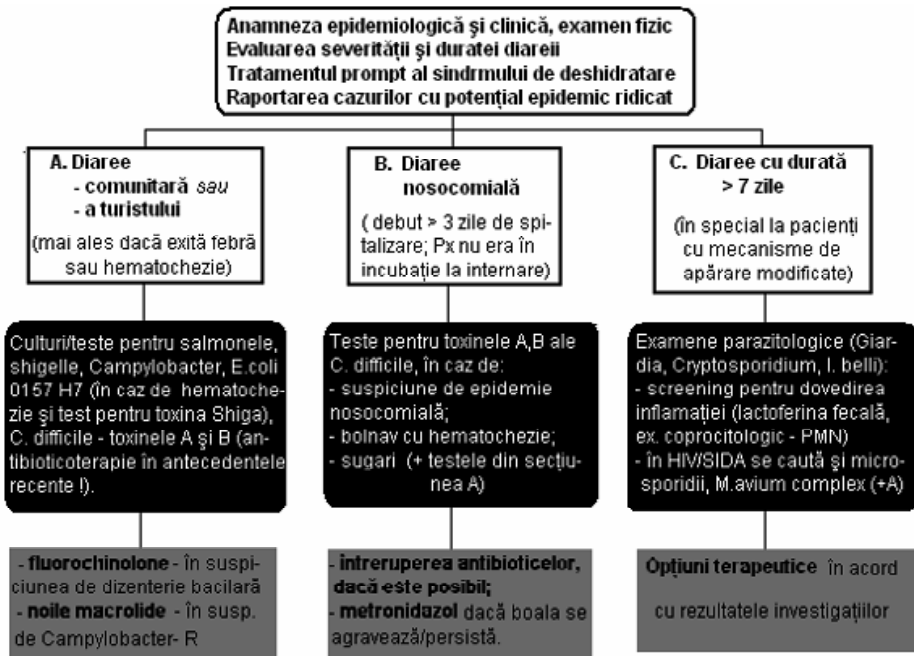 Anamneza epidemiologică şi clinică, examen fizic
Evaluarea severităţii şi duratei diareii
Tratamentul prompt al sindrmului de deshidratare
Raportarea cazurilor cu potenţial epidemic ridicat
A. Diaree
- comunitară sau
- a turistului
(mai ales dacă exită febră
sau hematochezie)
B. Diaree
nosocomială
( debut > 3 zile de spi-
talizare; Px nu era în
incubaţie la internare)
C. Diaree cu durată
> 7 zile
(în special la pacienţi
cu mecanisme de
apărare modificate)
Culturi/teste pentru salmonele,
shigelle, Campylobacter, E.coli
0157 H7 (în caz de hematoche-
zie şi test pentru toxina Shiga),
C. difficile - toxinele A şi B (an-
tibioticoterapie în antecedentele
recente !).
Teste pentru toxinele A,B ale
C. difficile, în caz de:
- suspiciune de epidemie
nosocomială;
- bolnav cu hematochezie;
- sugari (+ testele din secţiu-
nea A)
Examene parazitologice (Giar-
dia, Cryptosporidium, I. belli):
- screening pentru dovedirea
inflamaţiei (lactoferina fecală,
ex. coprocitologic - PMN)
- în HIV/SIDA se caută şi micro-
sporidii, M.avium complex (+A)
- fluorochinolone - în suspi-
ciunea de dizenterie bacilară
- noile macrolide - în susp.
de Campylobacter- R
- întreruperea antibioticelor,
dacă este posibil;
- metronidazol dacă boala se
agravează/persistă.
Opţiuni terapeutice în acord
cu rezultatele investigaţiilor